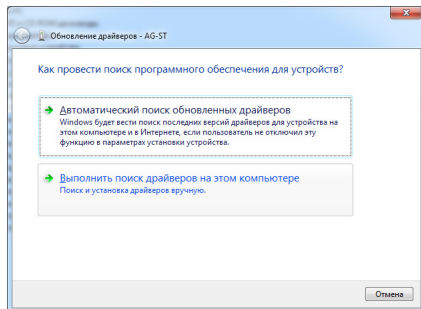 Обновление драйверов - AG-ST
Как провести поиск программного обеспечения для устройств?
Автоматический поиск обновленных драйверов
Windows будет вести поиск последних версий драйверов для устройства на
этом компьютере и в Интернете, если пользователь не отключил эту
функцию в параметрах установки устройства.
Выполнить поиск драйверов на этом компьютере
Поиск и установка драйверов вручную.
Отмена